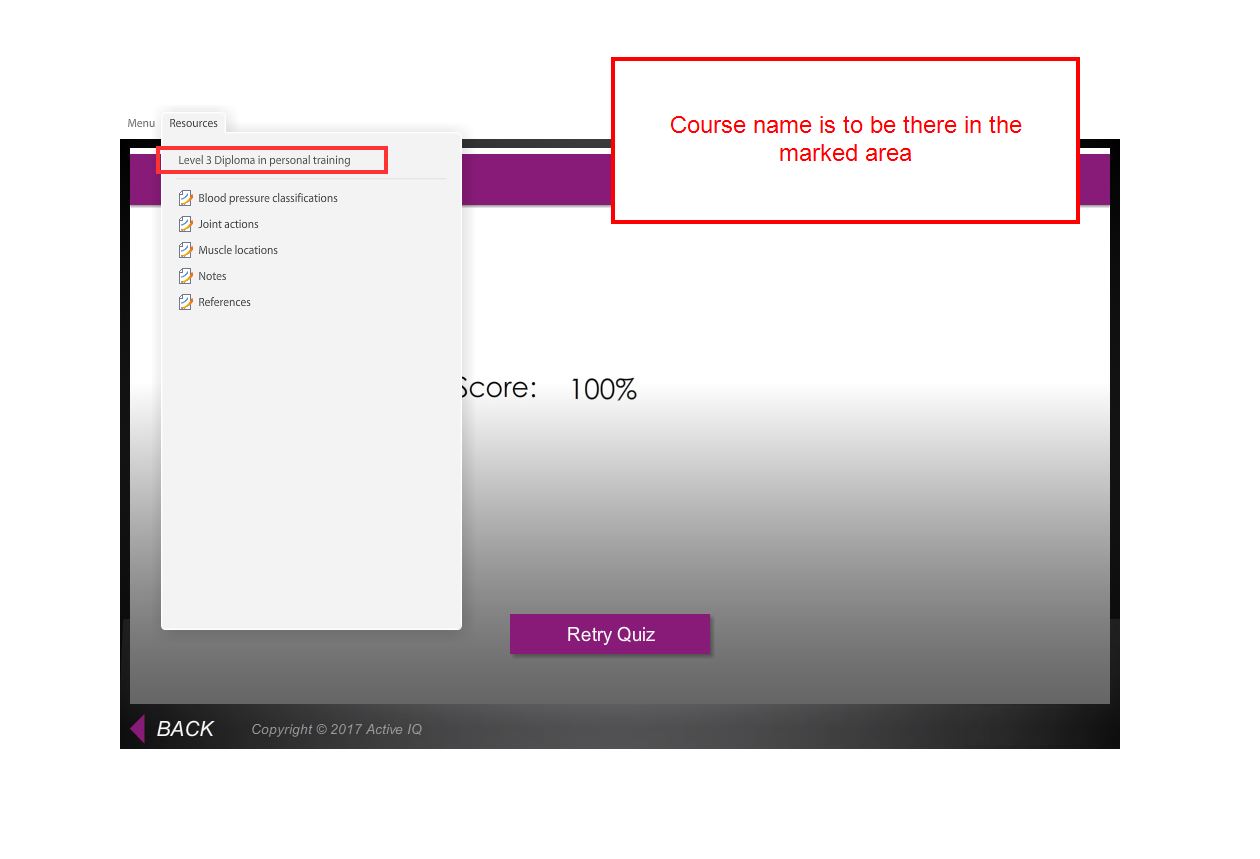 Course name is to be there in the
marked area
Menu
Resources
Level 3 Diploma in personal training
Blood pressure classifications
Joint actions
Muscle locations
Notes
References
Score: 100%
Retry Quiz
BACK
Copyright © 2017 Active IQ